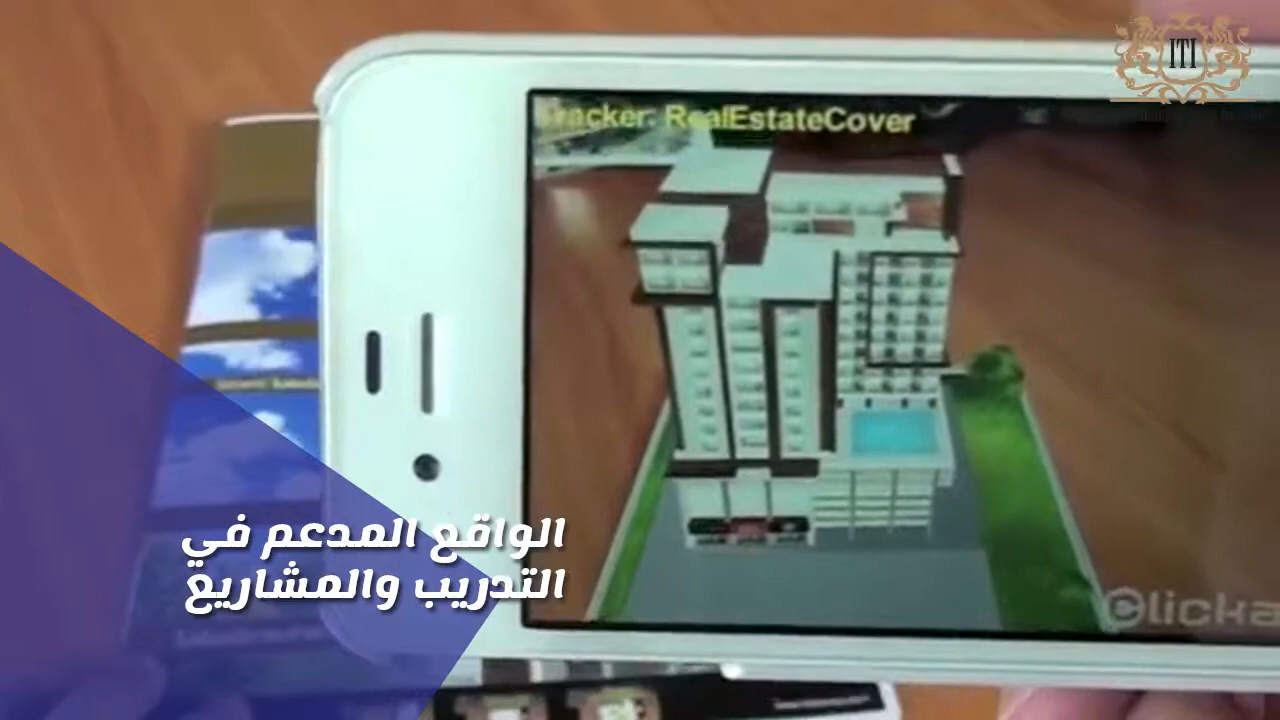 ITI
Tracker: RealEstateCover
الواقع المدعم في
التدريب والمشاريع